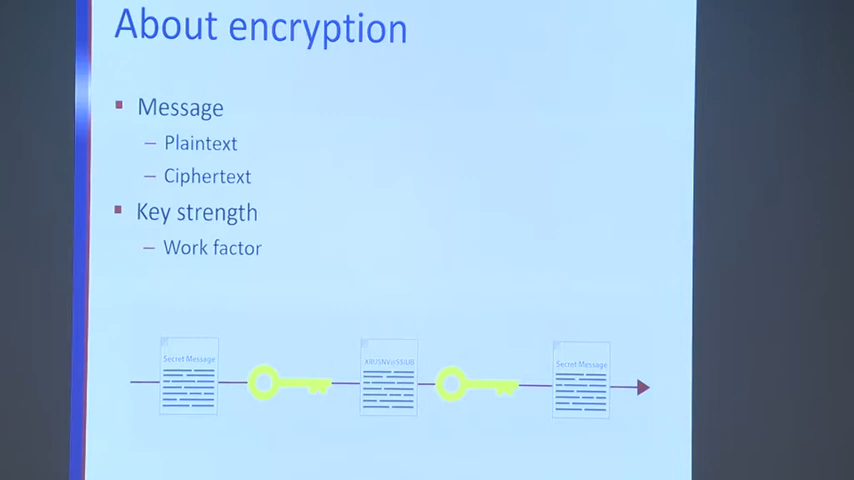 About encryption
Message
– Plaintext
– Ciphertext
Key strength
– Work factor
Secret Message
Secret Message